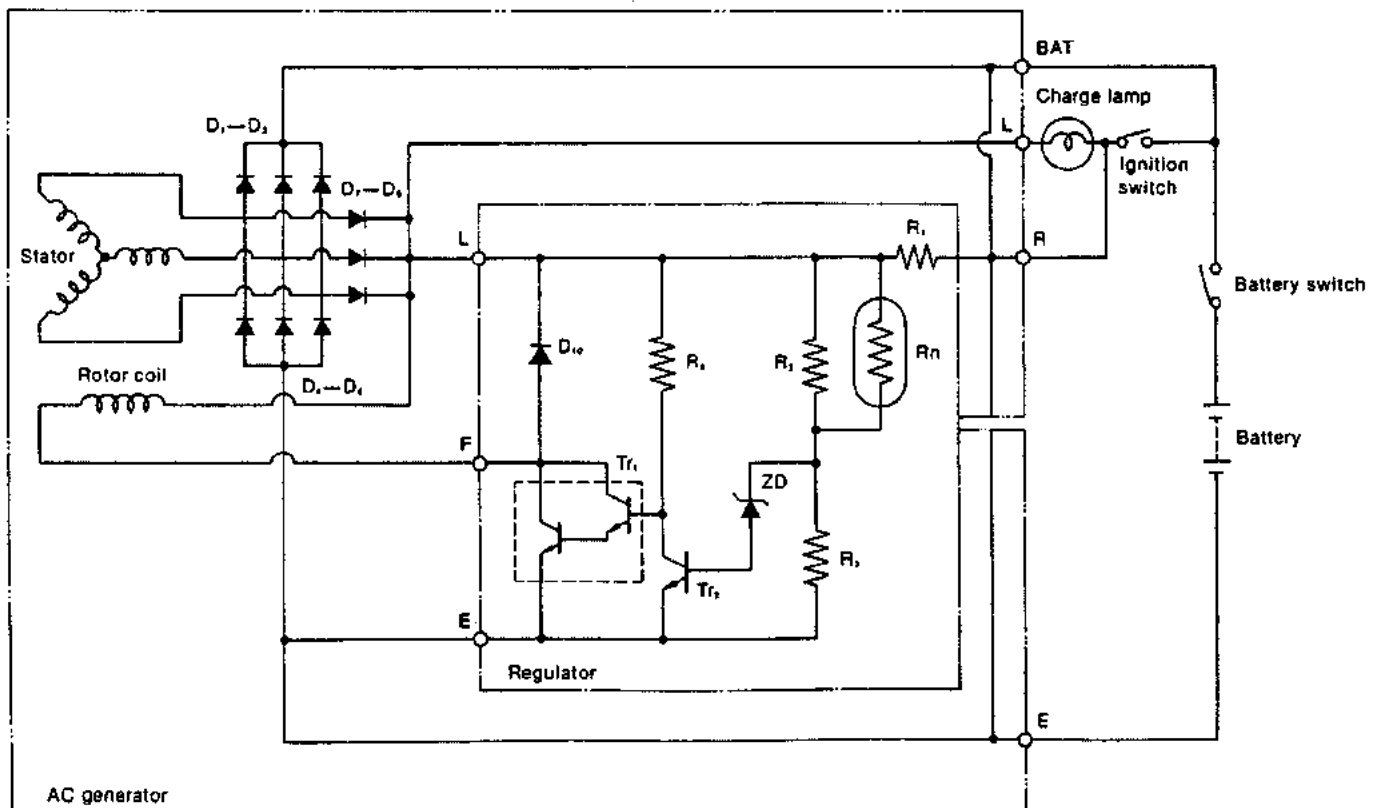 BAT
Charge lamp
D₁—D₃
L
Ignition
switch
D₇—D₉
R₁
R
L
Stator
Battery switch
D₁₀
R₄
R₂
Rn
Rotor coil
D₄—D₆
F
Battery
Tr₁
ZD
R₃
Tr₂
E
Regulator
E
AC generator